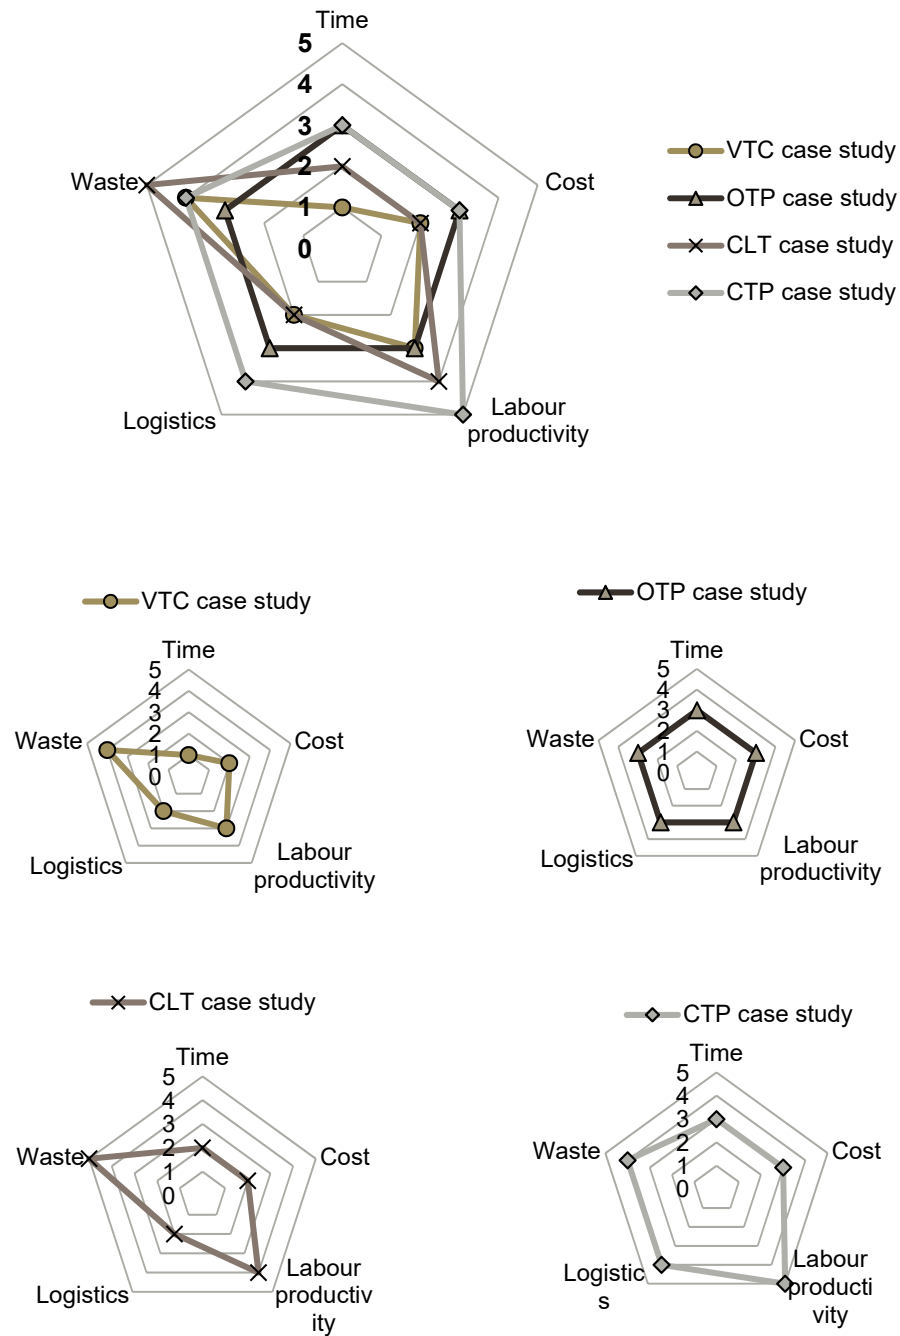 Time
5
4
3
2
1
0
Waste
Cost
Logistics
Labour
productivity
VTC case study
OTP case study
CLT case study
CTP case study
VTC case study
Time
5
4
3
2
1
0
Waste
Cost
Logistics
Labour
productivity
OTP case study
Time
5
4
3
2
1
0
Waste
Cost
Logistics
Labour
productivity
CLT case study
Time
5
4
3
2
1
0
Waste
Cost
Logistics
Labour
productiv
ity
CTP case study
Time
5
4
3
2
1
0
Waste
Cost
Logistic
s
Labour
producti
vity